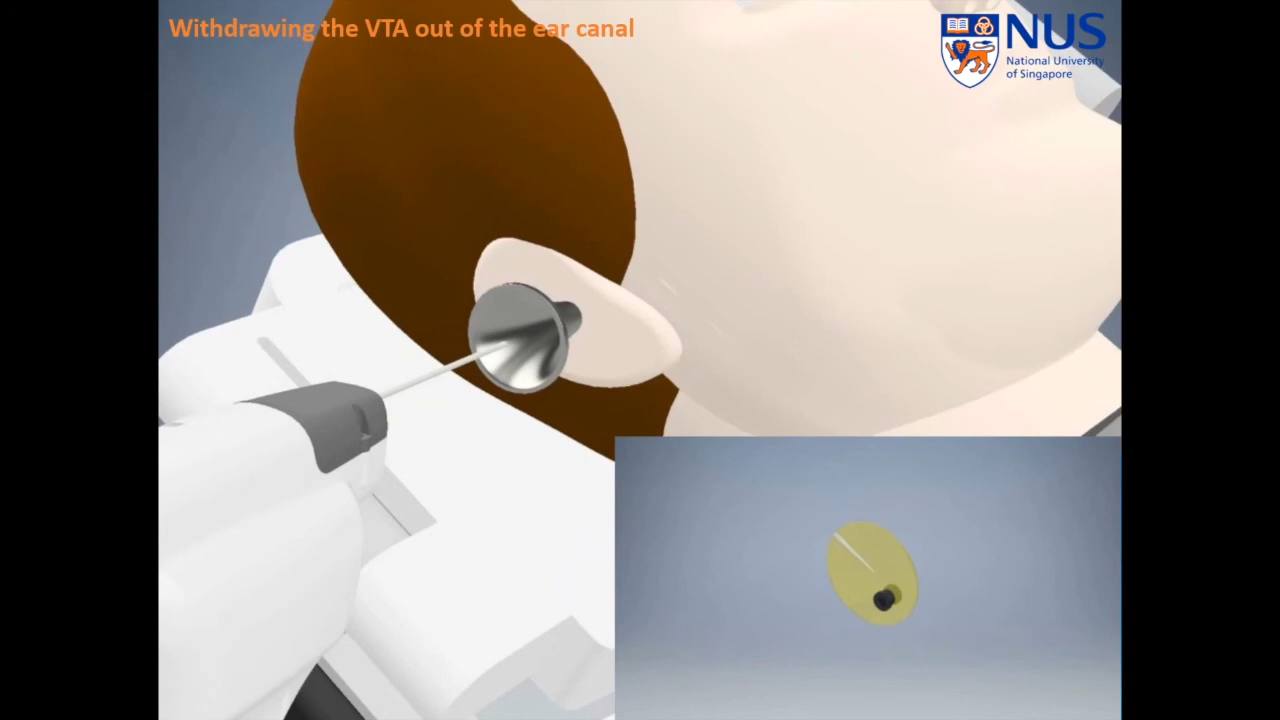 Withdrawing the VTA out of the ear canal
NUS
National University
of Singapore